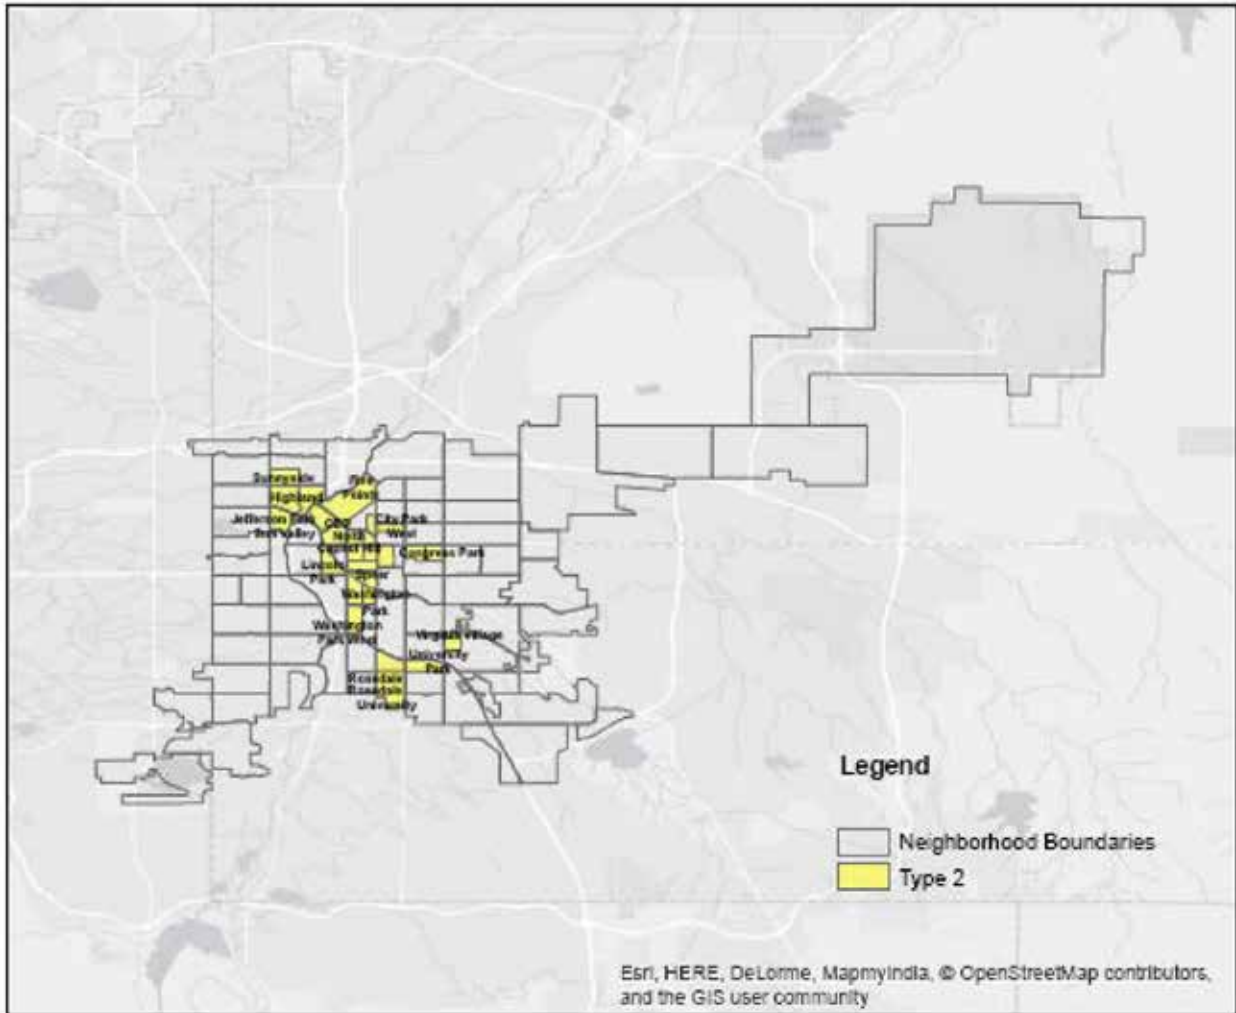 Sunnyside
Five
Points
Highland
Jefferson Park
Sun Valley
CBD
City Park
West
North
Capitol Hill
Congress Park
Lincoln
Park
Speer
Washington
Park
Washington
Park West
Virginia Village
University
Park
Rosedale
Rosedale
University
Legend
Neighborhood Boundaries
Type 2
Esri, HERE, DeLorme, MapmyIndia, © OpenStreetMap contributors,
and the GIS user community